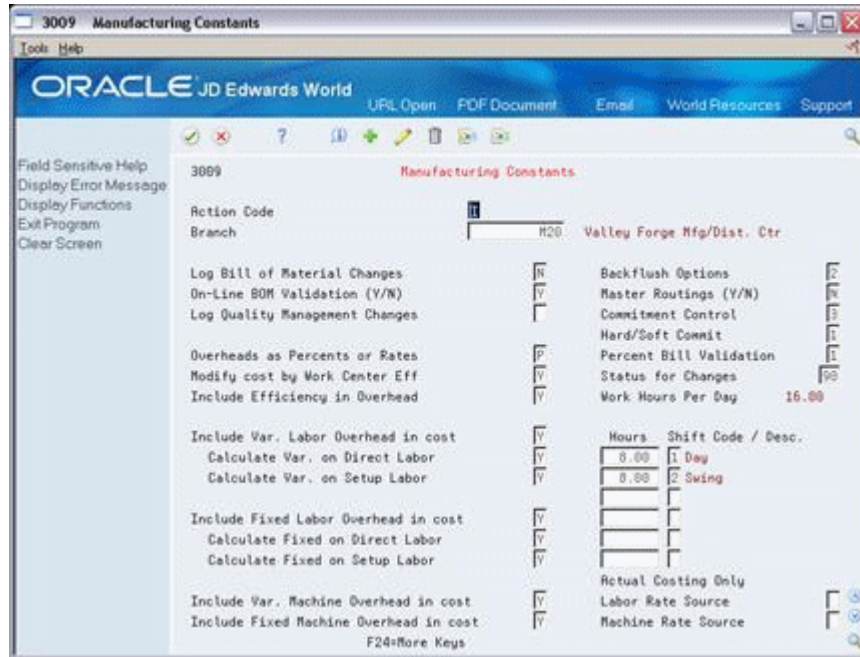 3009 Manufacturing Constants
Tools Help
ORACLE JD Edwards World
URL Open PDF Document Email World Resources Support
Field Sensitive Help
Display Error Message
Display Functions
Exit Program
Clear Screen
3009 Manufacturing Constants
Action Code I
Branch M20 Valley Forge Mfg/Dist. Ctr
Log Bill of Material Changes N Backflush Options 2
On-Line BOM Validation (Y/N) Y Master Routings (Y/N) N
Log Quality Management Changes Commitment Control 3
Hard/Soft Commit 1
Overheads as Percents or Rates P Percent Bill Validation 1
Modify cost by Work Center Eff Y Status for Changes 90
Include Efficiency in Overhead Y Work Hours Per Day 16.00
Include Var. Labor Overhead in cost Y Hours Shift Code / Desc.
Calculate Var. on Direct Labor Y 8.00 1 Day
Calculate Var. on Setup Labor Y 8.00 2 Swing
Include Fixed Labor Overhead in cost Y
Calculate Fixed on Direct Labor Y
Calculate Fixed on Setup Labor Y
Actual Costing Only
Include Var. Machine Overhead in cost Y Labor Rate Source
Include Fixed Machine Overhead in cost Y Machine Rate Source
F24=More Keys